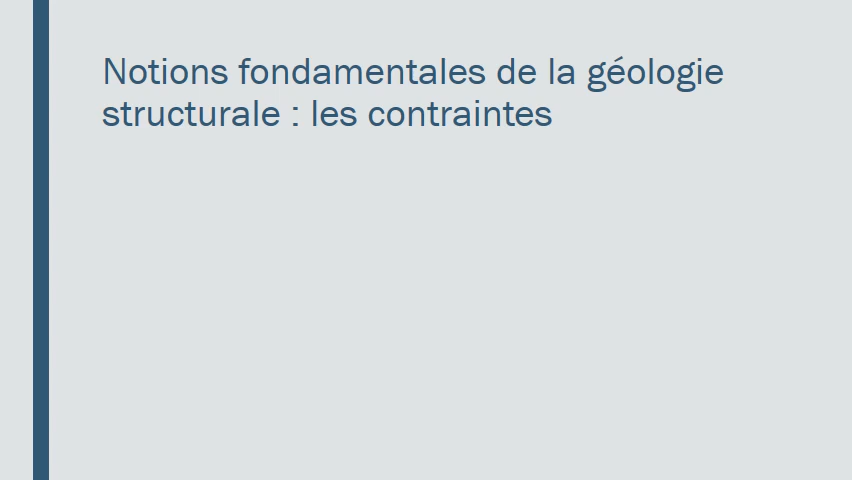 Notions fondamentales de la géologie
structurale : les contraintes